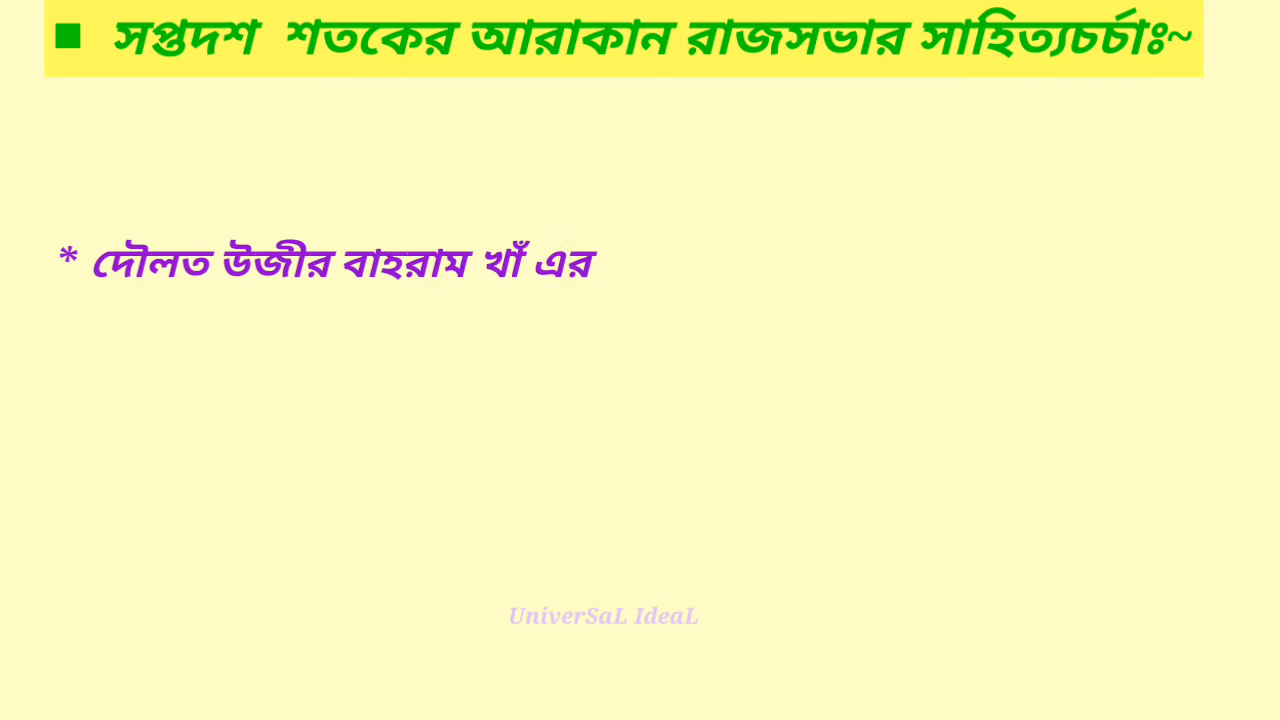 ■ সপ্তদশ শতকের আরাকান রাজসভার সাহিত্যচর্চাঃ~
* দৌলত উজীর বাহরাম খাঁ এর
UniverSaL IdeaL